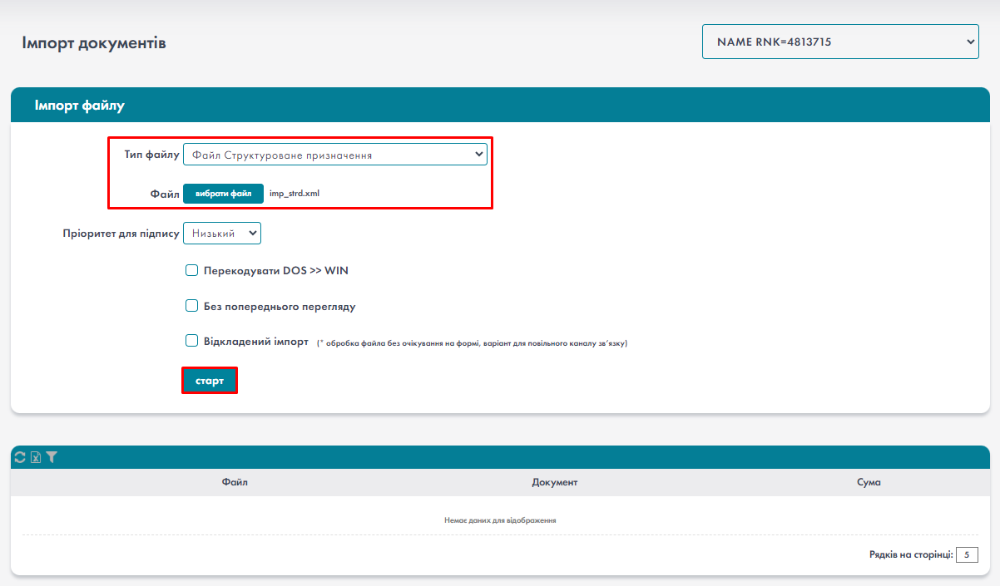 Імпорт документів
NAME RNK=4813715
Імпорт файлу
Тип файлу Файл Структуроване призначення
Файл вибрати файл imp_strd.xml
Пріоритет для підпису Низький
Перекодувати DOS >> WIN
Без попереднього перегляду
Відкладений імпорт (* обробка файла без очікування на формі, варіант для повільного каналу зв’язку)
старт
Файл Документ Сума
Немає даних для відображення
Рядків на сторінці: 5